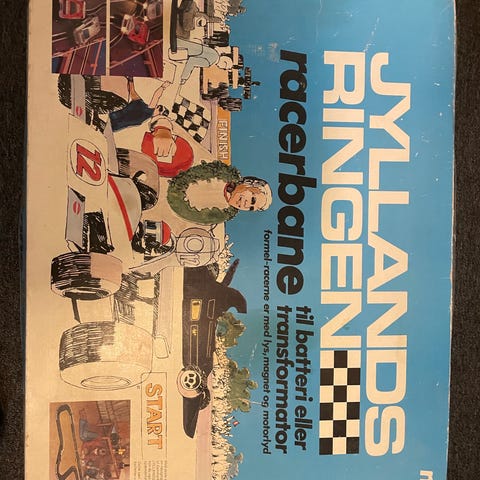 JYLLANDS
RINGEN
racerbane
til batteri eller
transformator
formel-racerne er med lys, magnet og motorlyd
FINISH
12
START